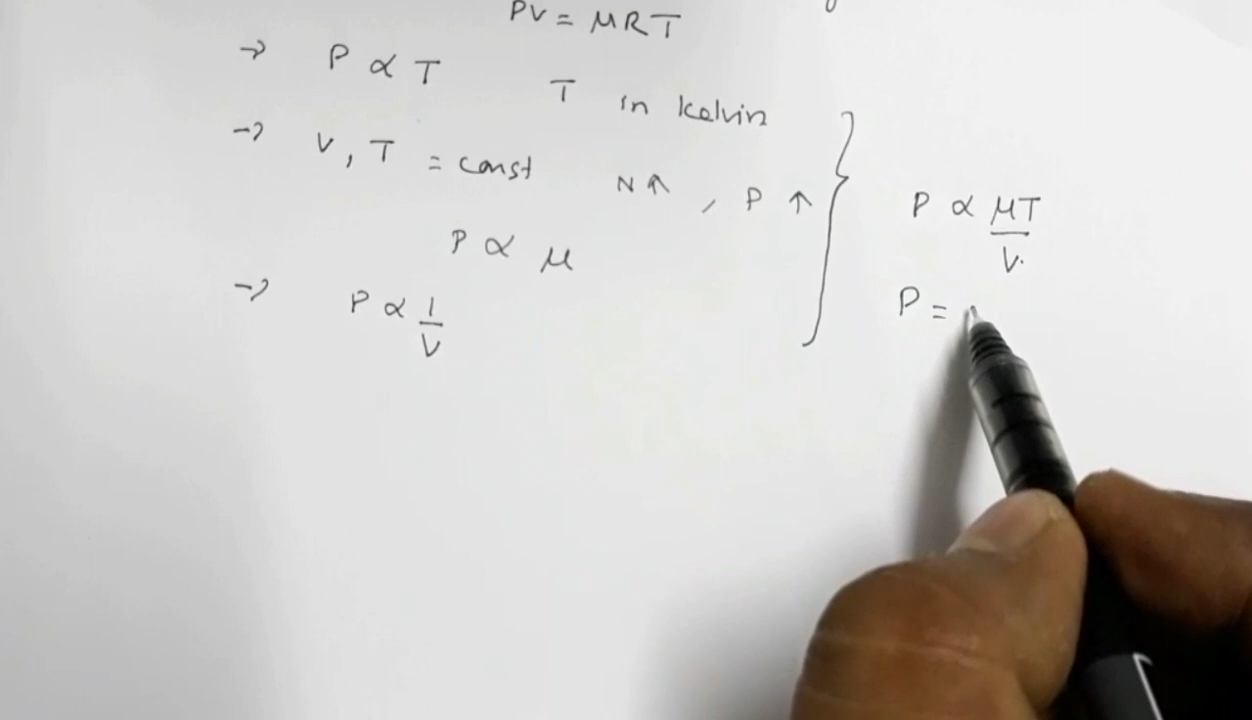 PV = μRT
→ P ∝ T T in kelvin
→ V, T = const N↑, P↑
P ∝ μ
→ P ∝ 1/V
P ∝ μT/V.
P =